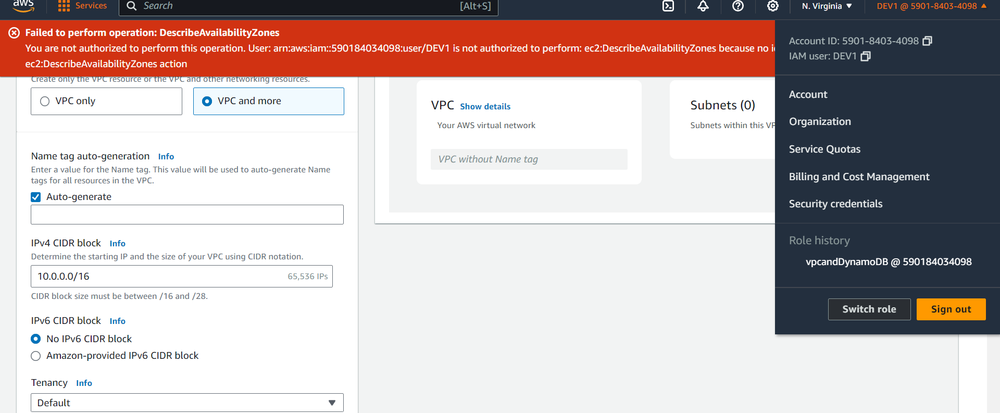 aws
Services
Search
[Alt+S]
N. Virginia
DEV1 @ 5901-8403-4098
Failed to perform operation: DescribeAvailabilityZones
You are not authorized to perform this operation. User: arn:aws:iam::590184034098:user/DEV1 is not authorized to perform: ec2:DescribeAvailabilityZones because no
ec2:DescribeAvailabilityZones action
Create only the VPC resource or the VPC and other networking resources.
VPC only
VPC and more
Name tag auto-generation Info
Enter a value for the Name tag. This value will be used to auto-generate Name
tags for all resources in the VPC.
Auto-generate
IPv4 CIDR block Info
Determine the starting IP and the size of your VPC using CIDR notation.
10.0.0.0/16
65,536 IPs
CIDR block size must be between /16 and /28.
IPv6 CIDR block Info
No IPv6 CIDR block
Amazon-provided IPv6 CIDR block
Tenancy Info
Default
VPC Show details
Your AWS virtual network
VPC without Name tag
Subnets (0)
Subnets within this
Account ID: 5901-8403-4098
IAM user: DEV1
Account
Organization
Service Quotas
Billing and Cost Management
Security credentials
Role history
vpcandDynamoDB @ 590184034098
Switch role
Sign out